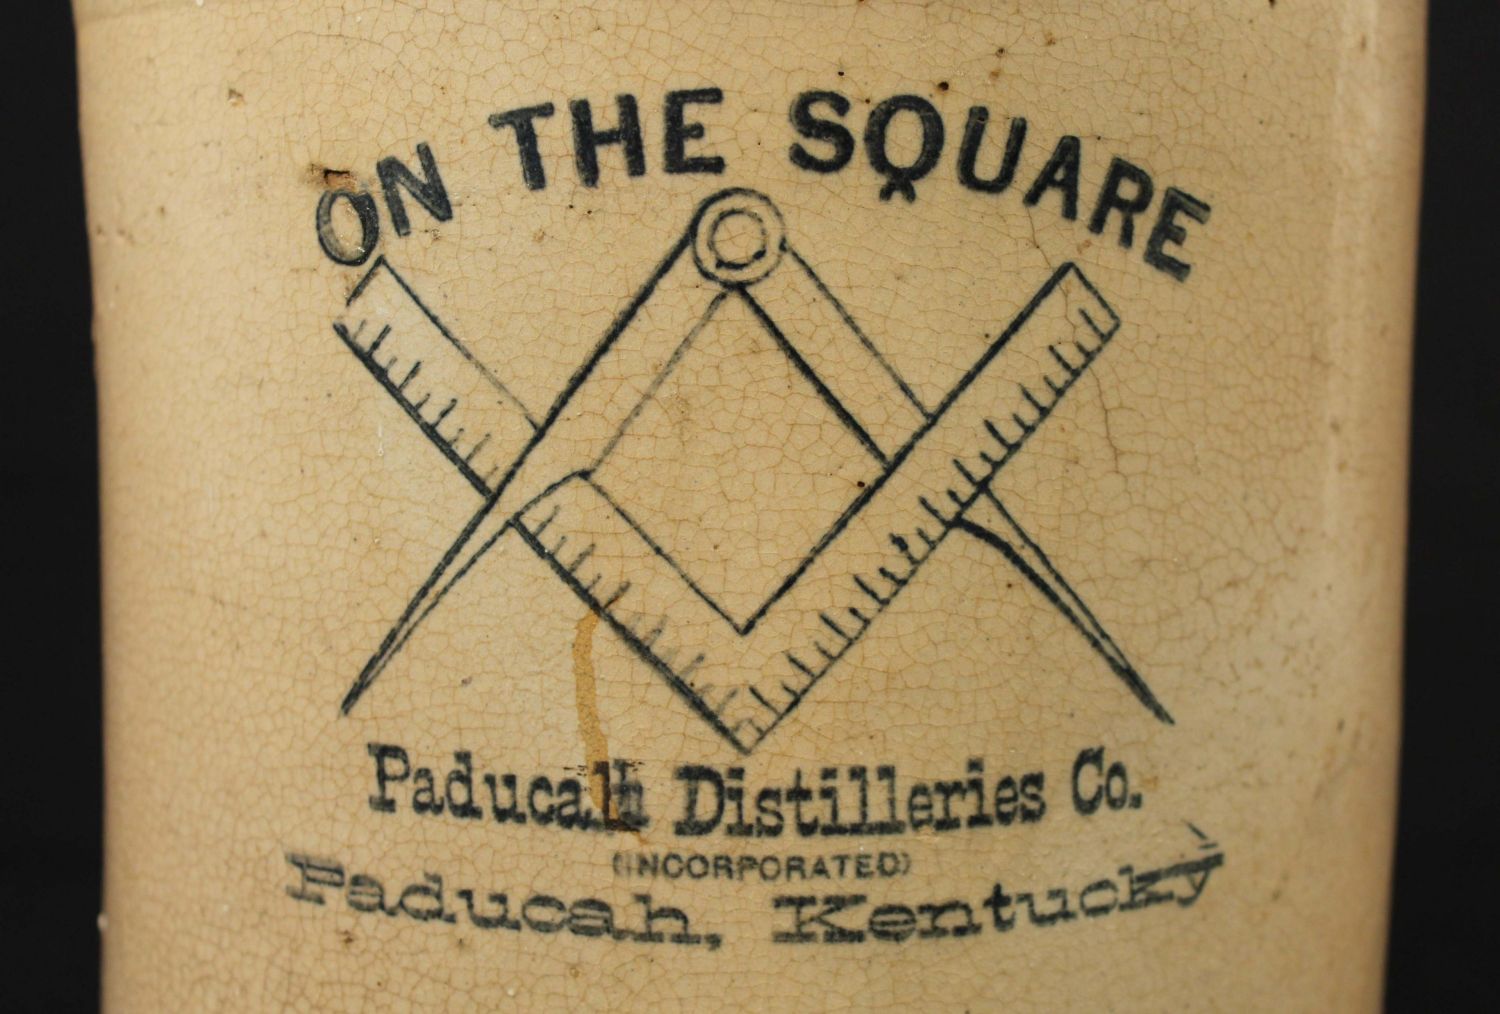 ON THE SQUARE
Paducah Distilleries Co.
(INCORPORATED)
Paducah, Kentucky